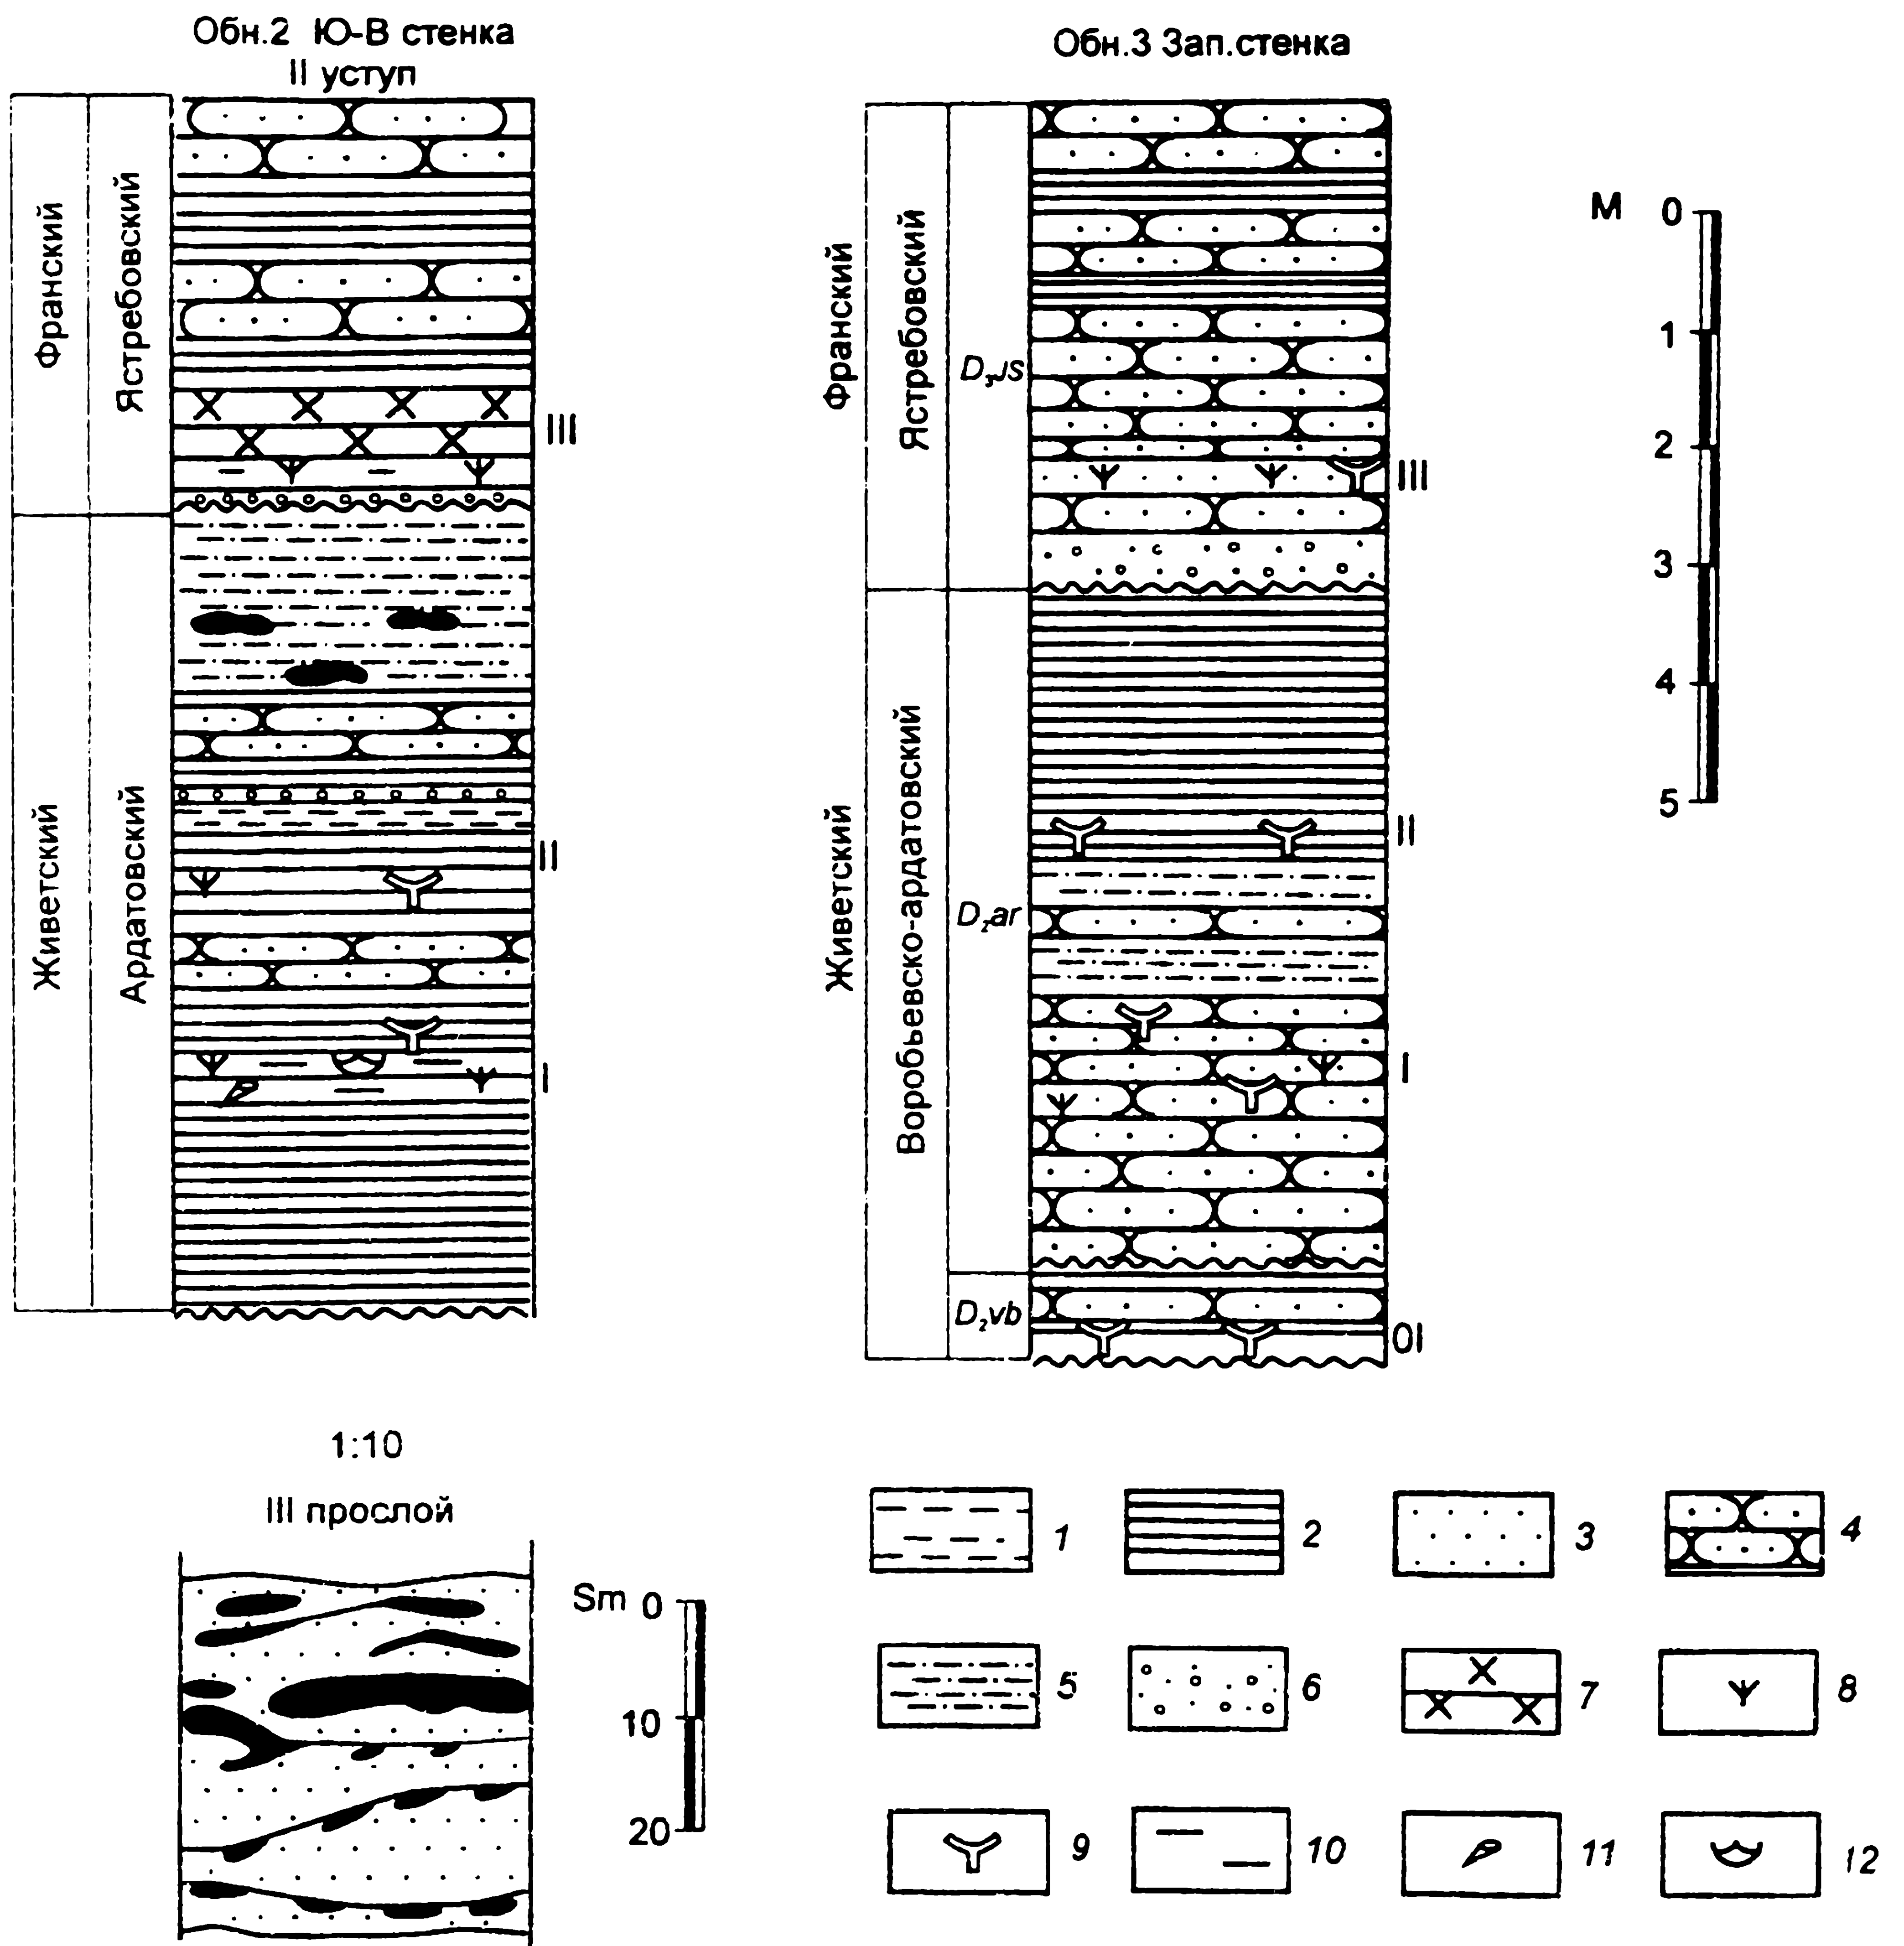 Обн.2 Ю-В стенка
II уступ
Франский
Ястребовский
III
Живетский
Ардатовский
II
I
Обн.3 Зап.стенка
Франский
Ястребовский
D₃js
III
Живетский
Воробьевско-ардатовский
D₂ar
II
I
D₂vb
0I
М 0
1
2
3
4
5
1:10
III прослой
Sm 0
10
20
1 2 3 4
5 6 7 8
9 10 11 12